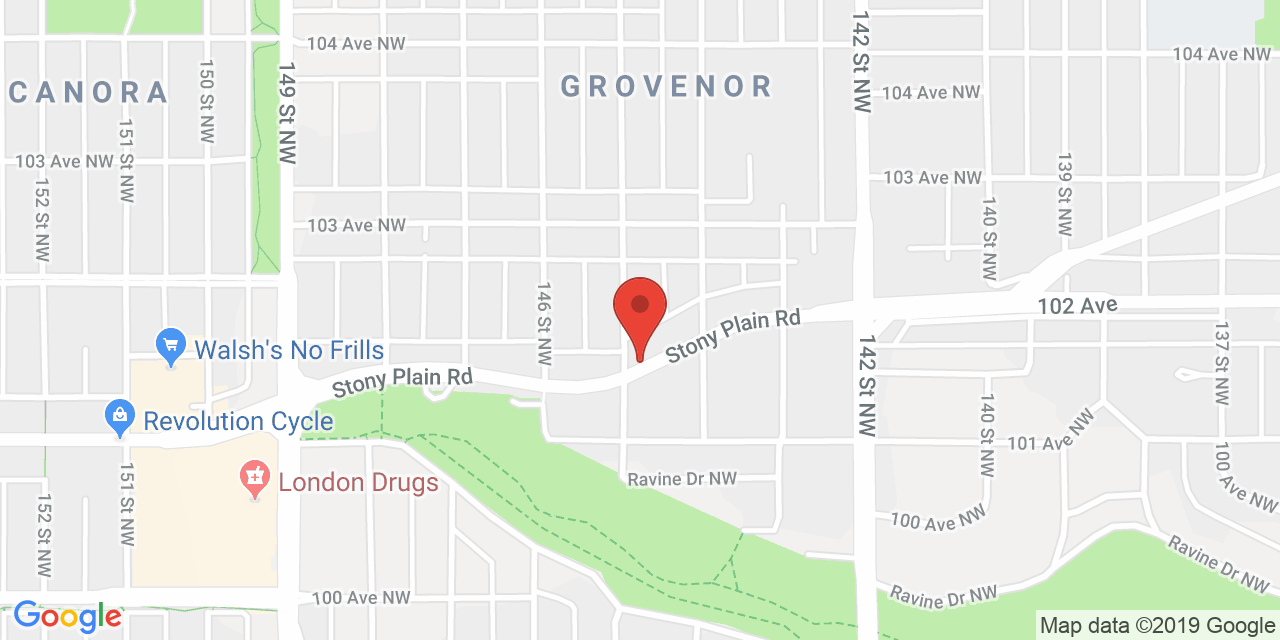 104 Ave NW
142 St NW
104 Ave NW
CANORA
150 St NW
149 St NW
GROVENOR
104 Ave NW
151 St NW
103 Ave NW
152 St NW
103 Ave NW
139 St NW
140 St NW
103 Ave NW
146 St NW
102 Ave
Stony Plain Rd
Walsh's No Frills
142 St NW
137 St NW
Stony Plain Rd
Revolution Cycle
140 St NW
101 Ave NW
London Drugs
Ravine Dr NW
100 Ave NW
151 St NW
152 St NW
100 Ave NW
Ravine Dr NW
100 Ave NW
Ravine Dr NW
Google
Map data ©2019 Google